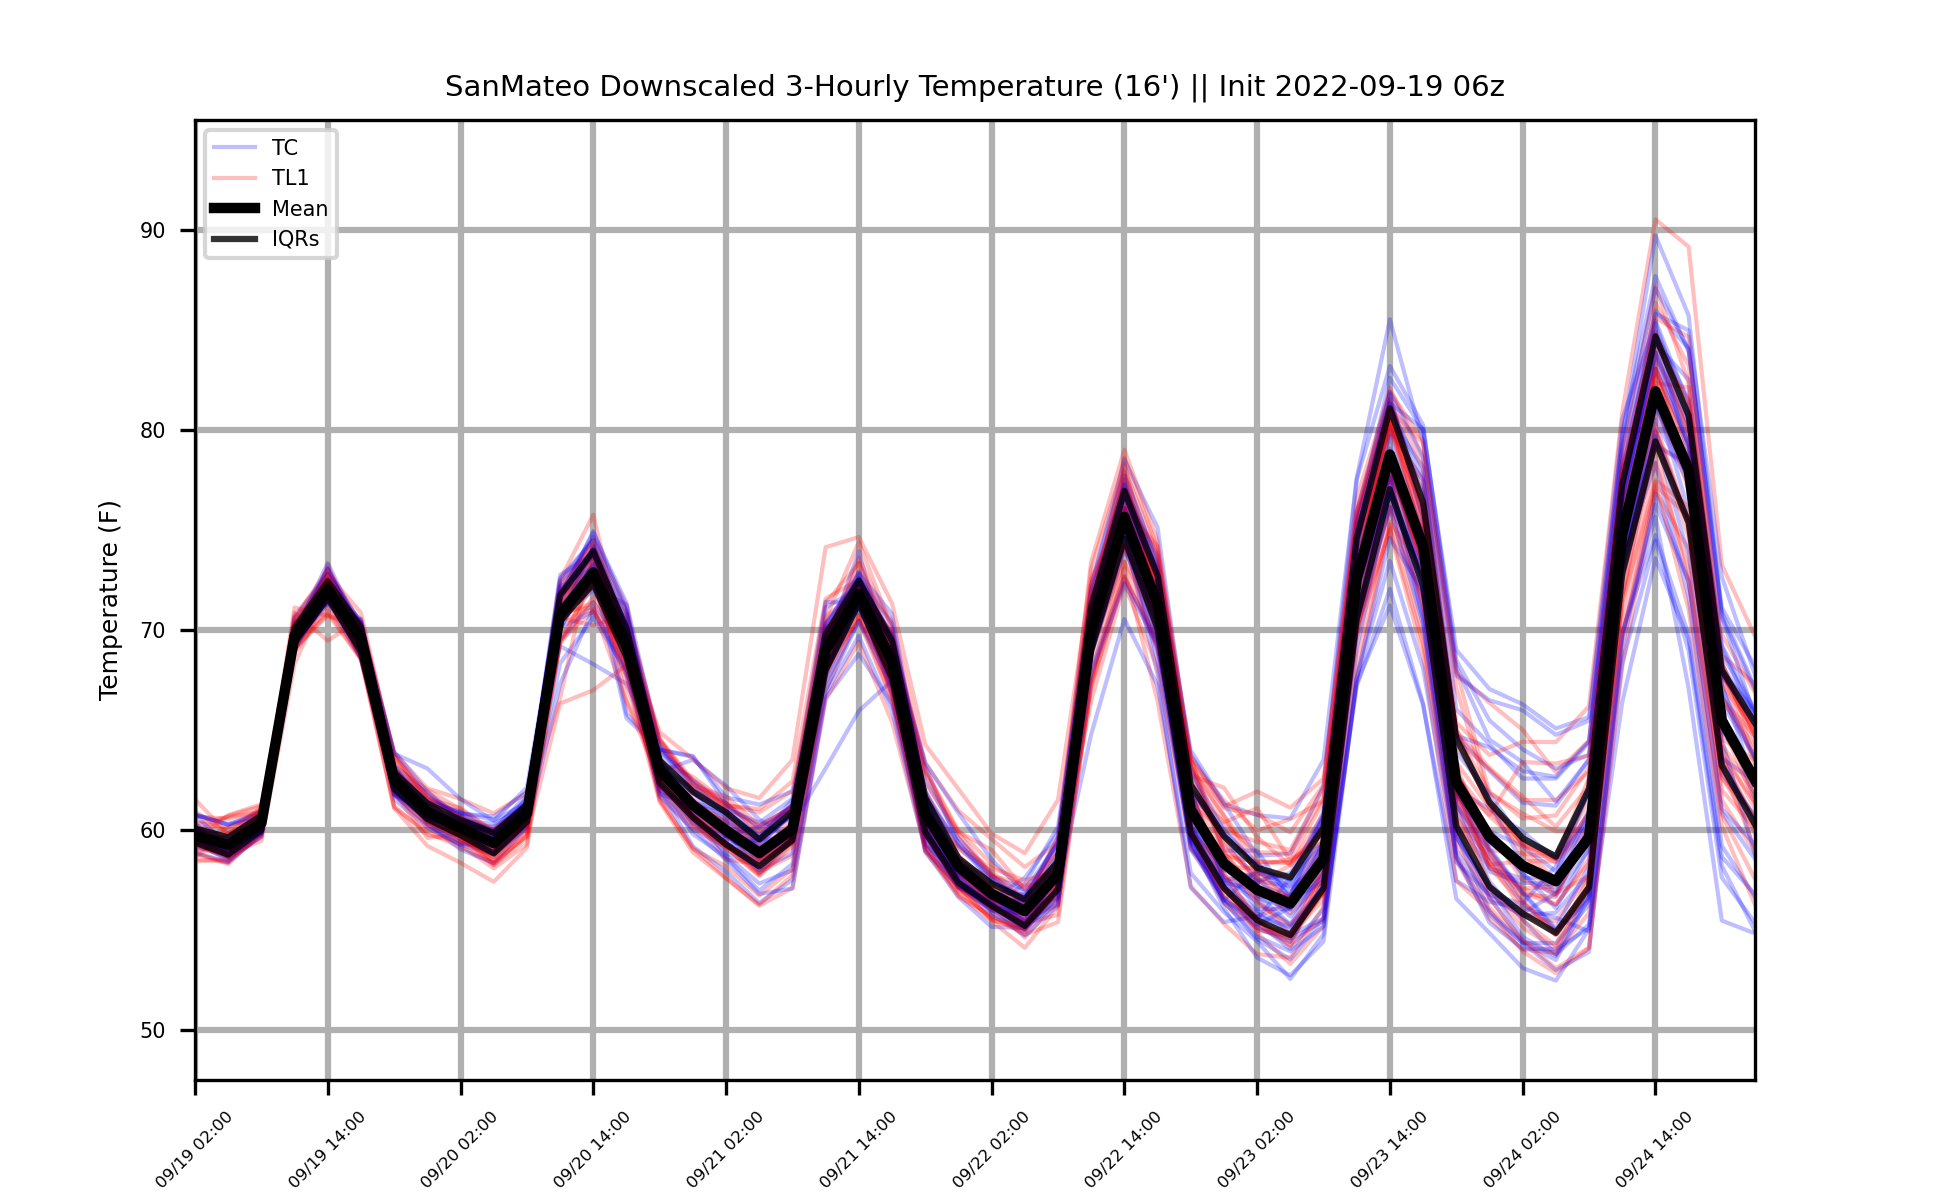 SanMateo Downscaled 3-Hourly Temperature (16') || Init 2022-09-19 06z
TC
TL1
Mean
IQRs
Temperature (F)
90
80
70
60
50
09/19 02:00
09/19 14:00
09/20 02:00
09/20 14:00
09/21 02:00
09/21 14:00
09/22 02:00
09/22 14:00
09/23 02:00
09/23 14:00
09/24 02:00
09/24 14:00